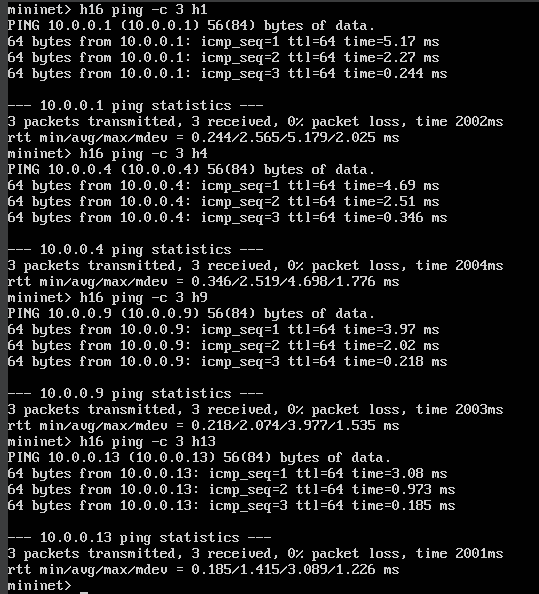 mininet> h16 ping -c 3 h1
PING 10.0.0.1 (10.0.0.1) 56(84) bytes of data.
64 bytes from 10.0.0.1: icmp_seq=1 ttl=64 time=5.17 ms
64 bytes from 10.0.0.1: icmp_seq=2 ttl=64 time=2.27 ms
64 bytes from 10.0.0.1: icmp_seq=3 ttl=64 time=0.244 ms

--- 10.0.0.1 ping statistics ---
3 packets transmitted, 3 received, 0% packet loss, time 2002ms
rtt min/avg/max/mdev = 0.244/2.565/5.179/2.025 ms
mininet> h16 ping -c 3 h4
PING 10.0.0.4 (10.0.0.4) 56(84) bytes of data.
64 bytes from 10.0.0.4: icmp_seq=1 ttl=64 time=4.69 ms
64 bytes from 10.0.0.4: icmp_seq=2 ttl=64 time=2.51 ms
64 bytes from 10.0.0.4: icmp_seq=3 ttl=64 time=0.346 ms

--- 10.0.0.4 ping statistics ---
3 packets transmitted, 3 received, 0% packet loss, time 2004ms
rtt min/avg/max/mdev = 0.346/2.519/4.698/1.776 ms
mininet> h16 ping -c 3 h9
PING 10.0.0.9 (10.0.0.9) 56(84) bytes of data.
64 bytes from 10.0.0.9: icmp_seq=1 ttl=64 time=3.97 ms
64 bytes from 10.0.0.9: icmp_seq=2 ttl=64 time=2.02 ms
64 bytes from 10.0.0.9: icmp_seq=3 ttl=64 time=0.218 ms

--- 10.0.0.9 ping statistics ---
3 packets transmitted, 3 received, 0% packet loss, time 2003ms
rtt min/avg/max/mdev = 0.218/2.074/3.977/1.535 ms
mininet> h16 ping -c 3 h13
PING 10.0.0.13 (10.0.0.13) 56(84) bytes of data.
64 bytes from 10.0.0.13: icmp_seq=1 ttl=64 time=3.08 ms
64 bytes from 10.0.0.13: icmp_seq=2 ttl=64 time=0.973 ms
64 bytes from 10.0.0.13: icmp_seq=3 ttl=64 time=0.185 ms

--- 10.0.0.13 ping statistics ---
3 packets transmitted, 3 received, 0% packet loss, time 2001ms
rtt min/avg/max/mdev = 0.185/1.415/3.089/1.226 ms
mininet> _